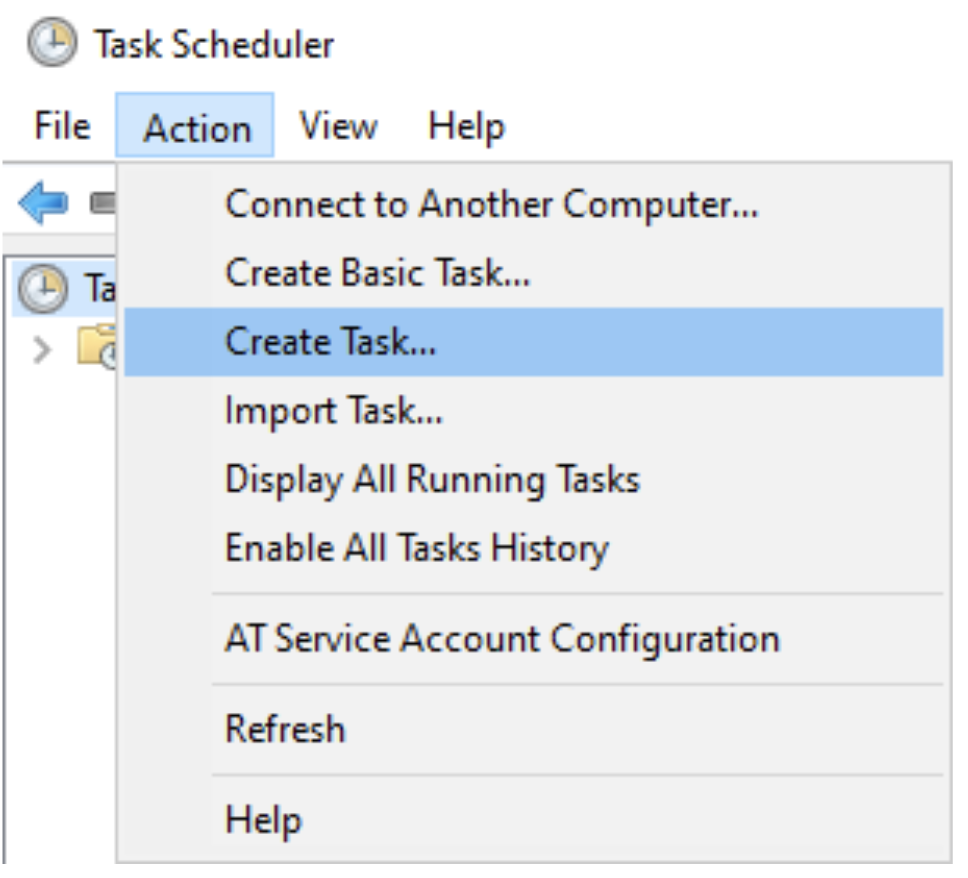 Task Scheduler
File Action View Help
Connect to Another Computer...
Ta
Create Basic Task...
Create Task...
Import Task...
Display All Running Tasks
Enable All Tasks History
AT Service Account Configuration
Refresh
Help